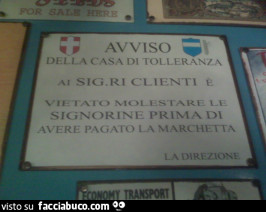 FOR SALE HERE
AVVISO
DELLA CASA DI TOLLERANZA
AI SIG.RI CLIENTI È
VIETATO MOLESTARE LE
SIGNORINE PRIMA DI
AVERE PAGATO LA MARCHETTA
LA DIREZIONE
ECONOMY TRANSPORT
visto su facciabuco.com